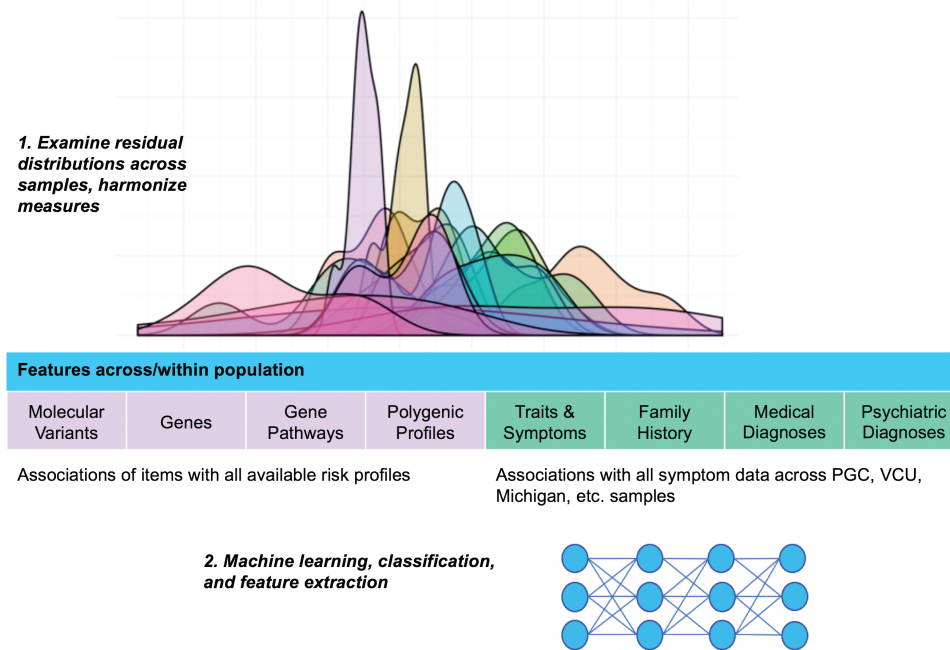 1. Examine residual
distributions across
samples, harmonize
measures
Features across/within population
Molecular
Variants
Genes
Gene
Pathways
Polygenic
Profiles
Traits &
Symptoms
Family
History
Medical
Diagnoses
Psychiatric
Diagnoses
Associations of items with all available risk profiles
Associations with all symptom data across PGC, VCU,
Michigan, etc. samples
2. Machine learning, classification,
and feature extraction